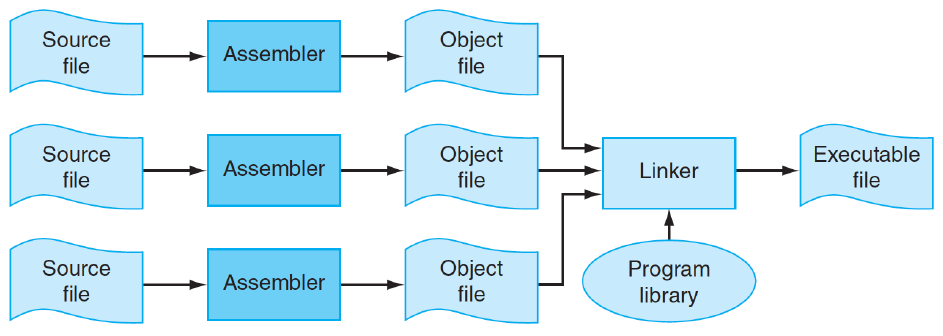 Source
file
Assembler
Object
file
Source
file
Assembler
Object
file
Linker
Executable
file
Source
file
Assembler
Object
file
Program
library